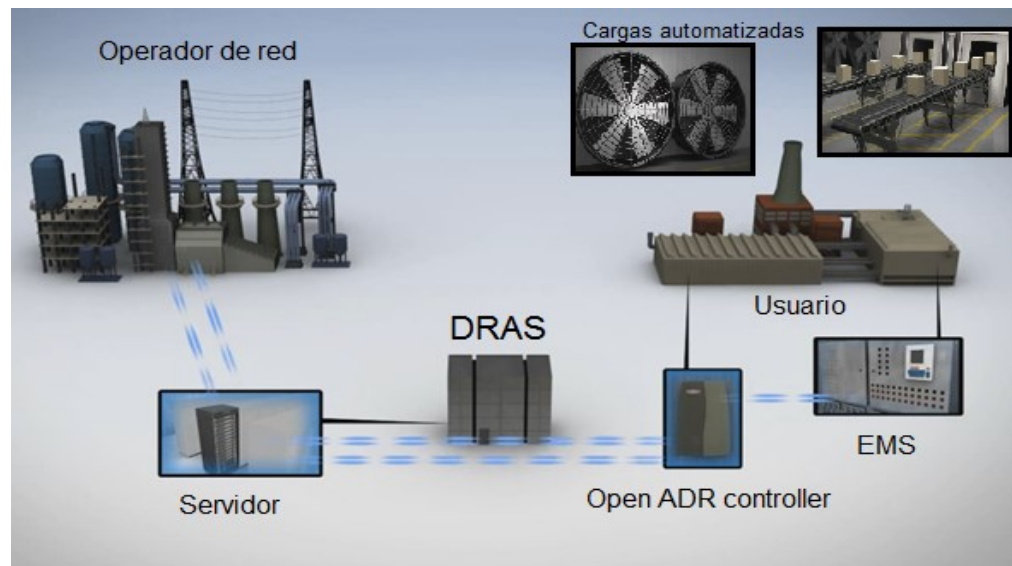 Operador de red
Cargas automatizadas
Usuario
DRAS
EMS
Servidor
Open ADR controller